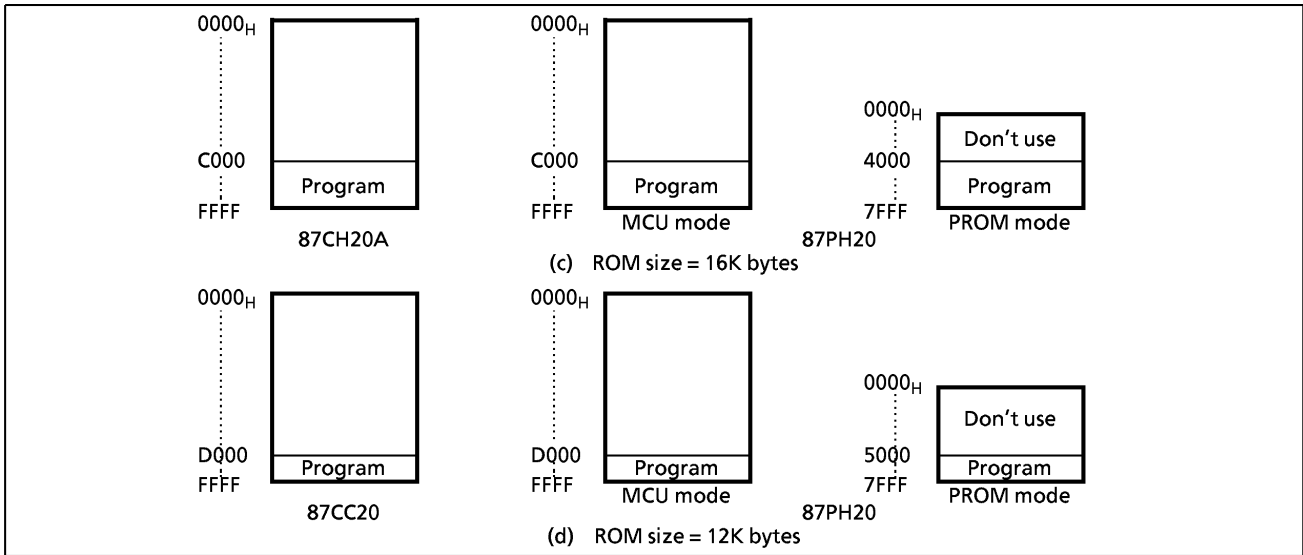 0000H
C000
Program
FFFF
87CH20A
0000H
C000
Program
FFFF
MCU mode
0000H
Don't use
4000
Program
7FFF
PROM mode
87PH20
(c) ROM size = 16K bytes
0000H
D000
Program
FFFF
87CC20
0000H
D000
Program
FFFF
MCU mode
0000H
Don't use
5000
Program
7FFF
PROM mode
87PH20
(d) ROM size = 12K bytes